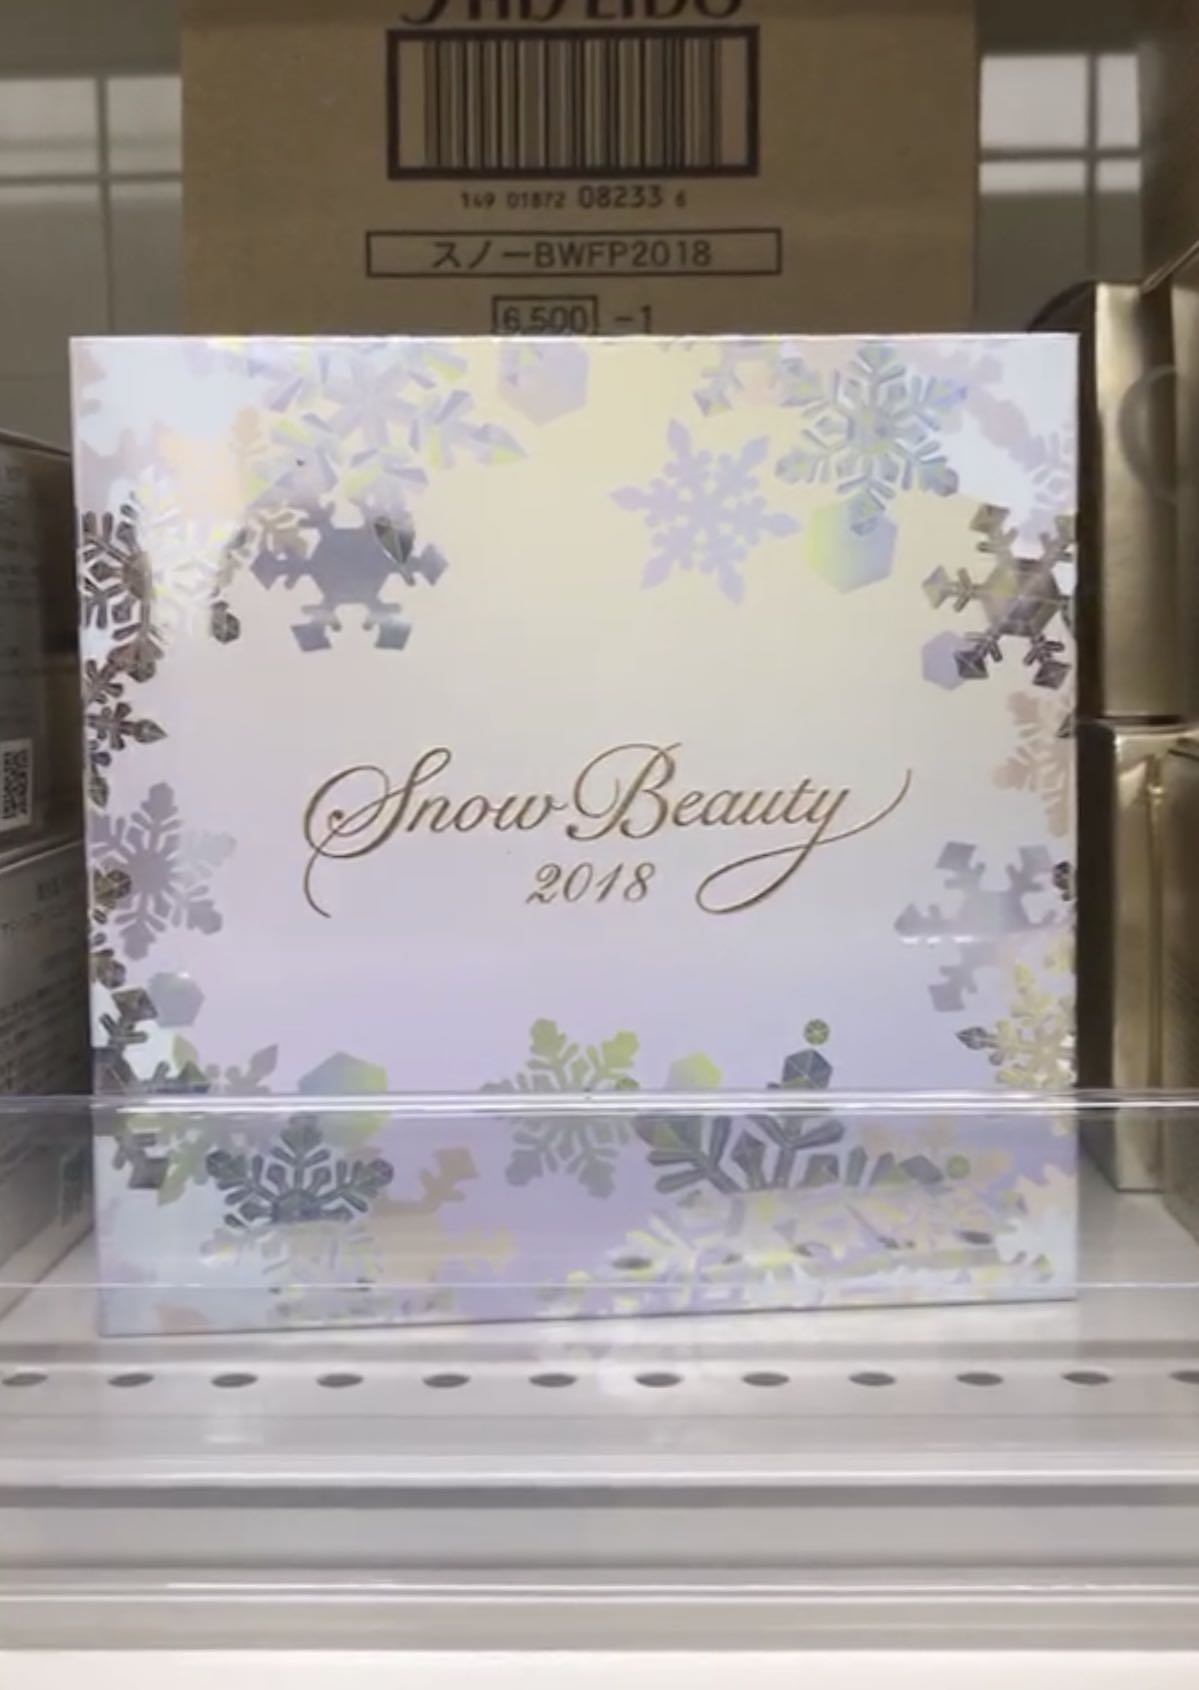 SHISEIDO
149 01872 08233 6
スノーBWFP2018
6,500 -1
Snow Beauty
2018